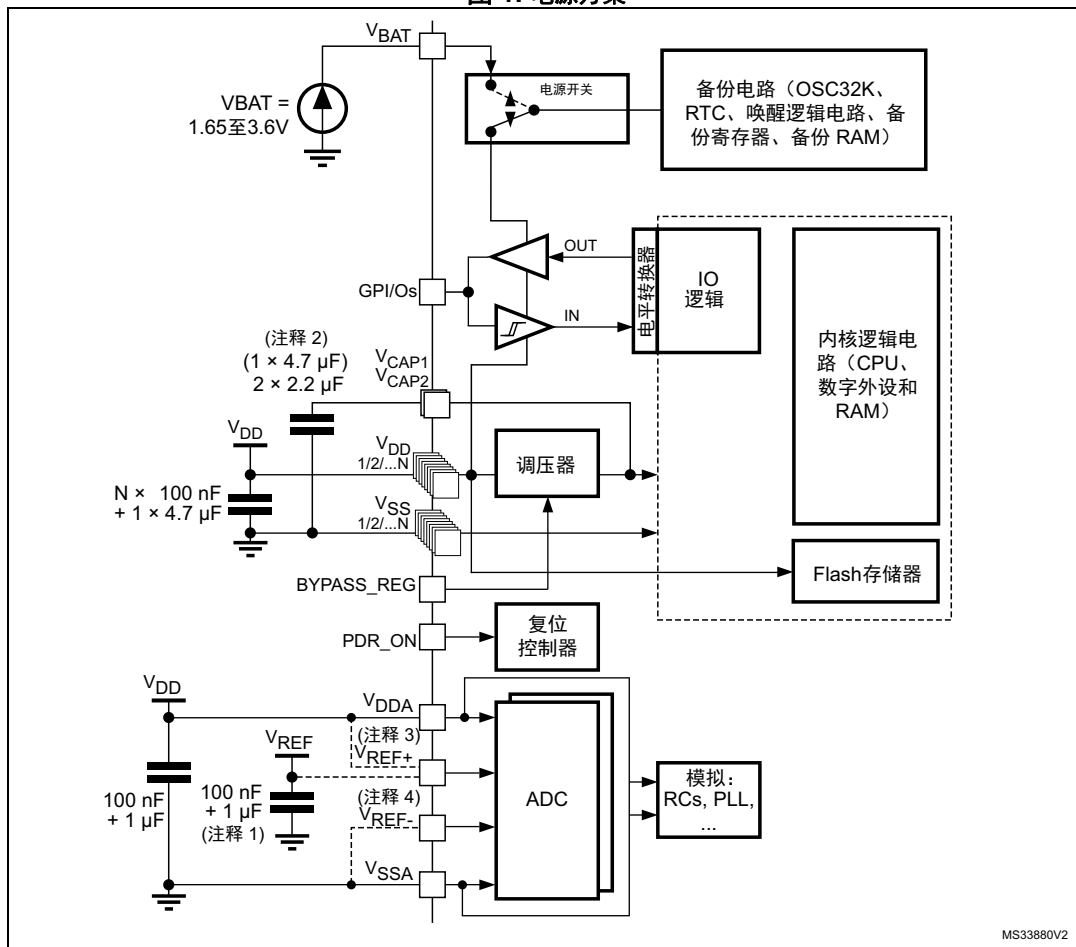 VBAT
VBAT =
1.65至3.6V
电源开关
备份电路（OSC32K、
RTC、唤醒逻辑电路、备
份寄存器、备份 RAM）
OUT
IN
GPI/Os
电平转换器
IO
逻辑
内核逻辑电
路（CPU、
数字外设和
RAM）
(注释 2)
(1 × 4.7 μF)
2 × 2.2 μF
VCAP1
VCAP2
VDD
VDD
1/2/...N
调压器
N × 100 nF
+ 1 × 4.7 μF
VSS
1/2/...N
Flash存储器
BYPASS_REG
PDR_ON
复位
控制器
VDD
VDDA
(注释 3)
VREF
VREF+
ADC
模拟：
RCs, PLL,
...
100 nF
+ 1 μF
100 nF
+ 1 μF
(注释 1)
(注释 4)
VREF-
VSSA
MS33880V2